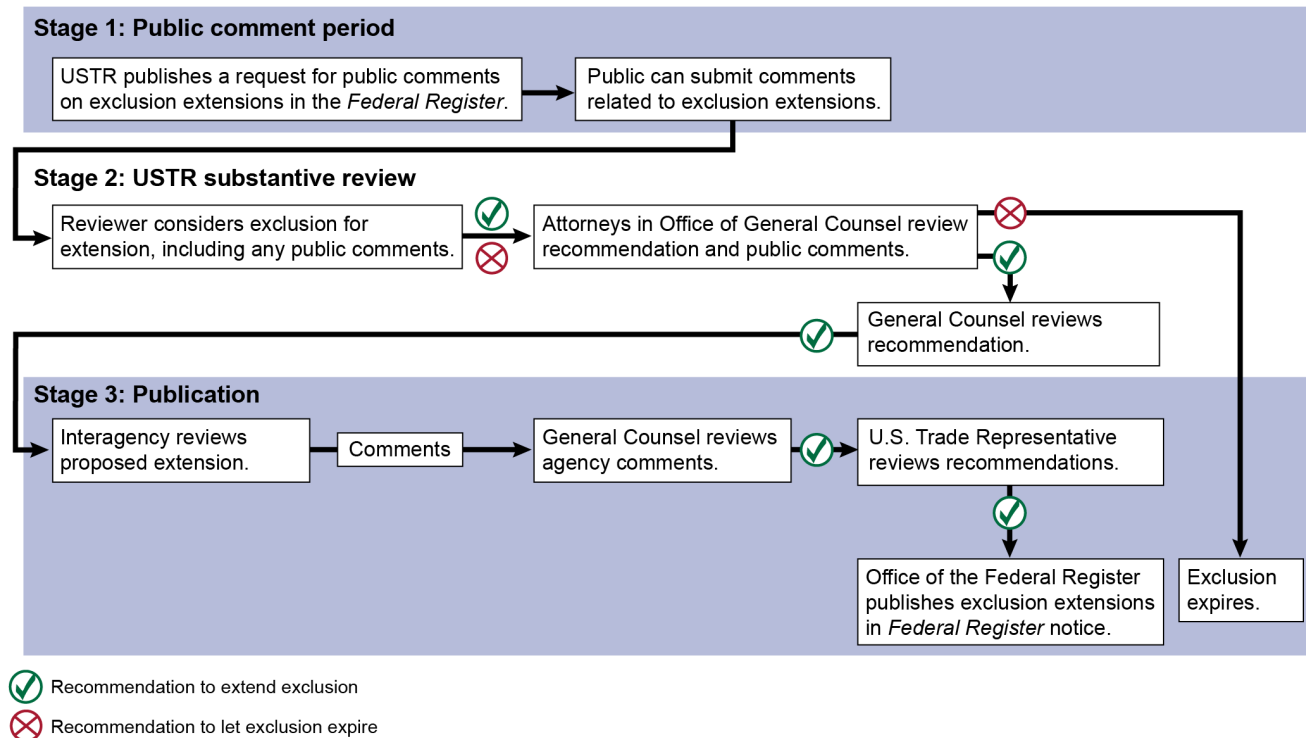 Stage 1: Public comment period
USTR publishes a request for public comments
on exclusion extensions in the Federal Register.
Public can submit comments
related to exclusion extensions.
Stage 2: USTR substantive review
Reviewer considers exclusion for
extension, including any public comments.
Attorneys in Office of General Counsel review
recommendation and public comments.
General Counsel reviews
recommendation.
Stage 3: Publication
Interagency reviews
proposed extension.
Comments
General Counsel reviews
agency comments.
U.S. Trade Representative
reviews recommendations.
Office of the Federal Register
publishes exclusion extensions
in Federal Register notice.
Exclusion
expires.
Recommendation to extend exclusion
Recommendation to let exclusion expire